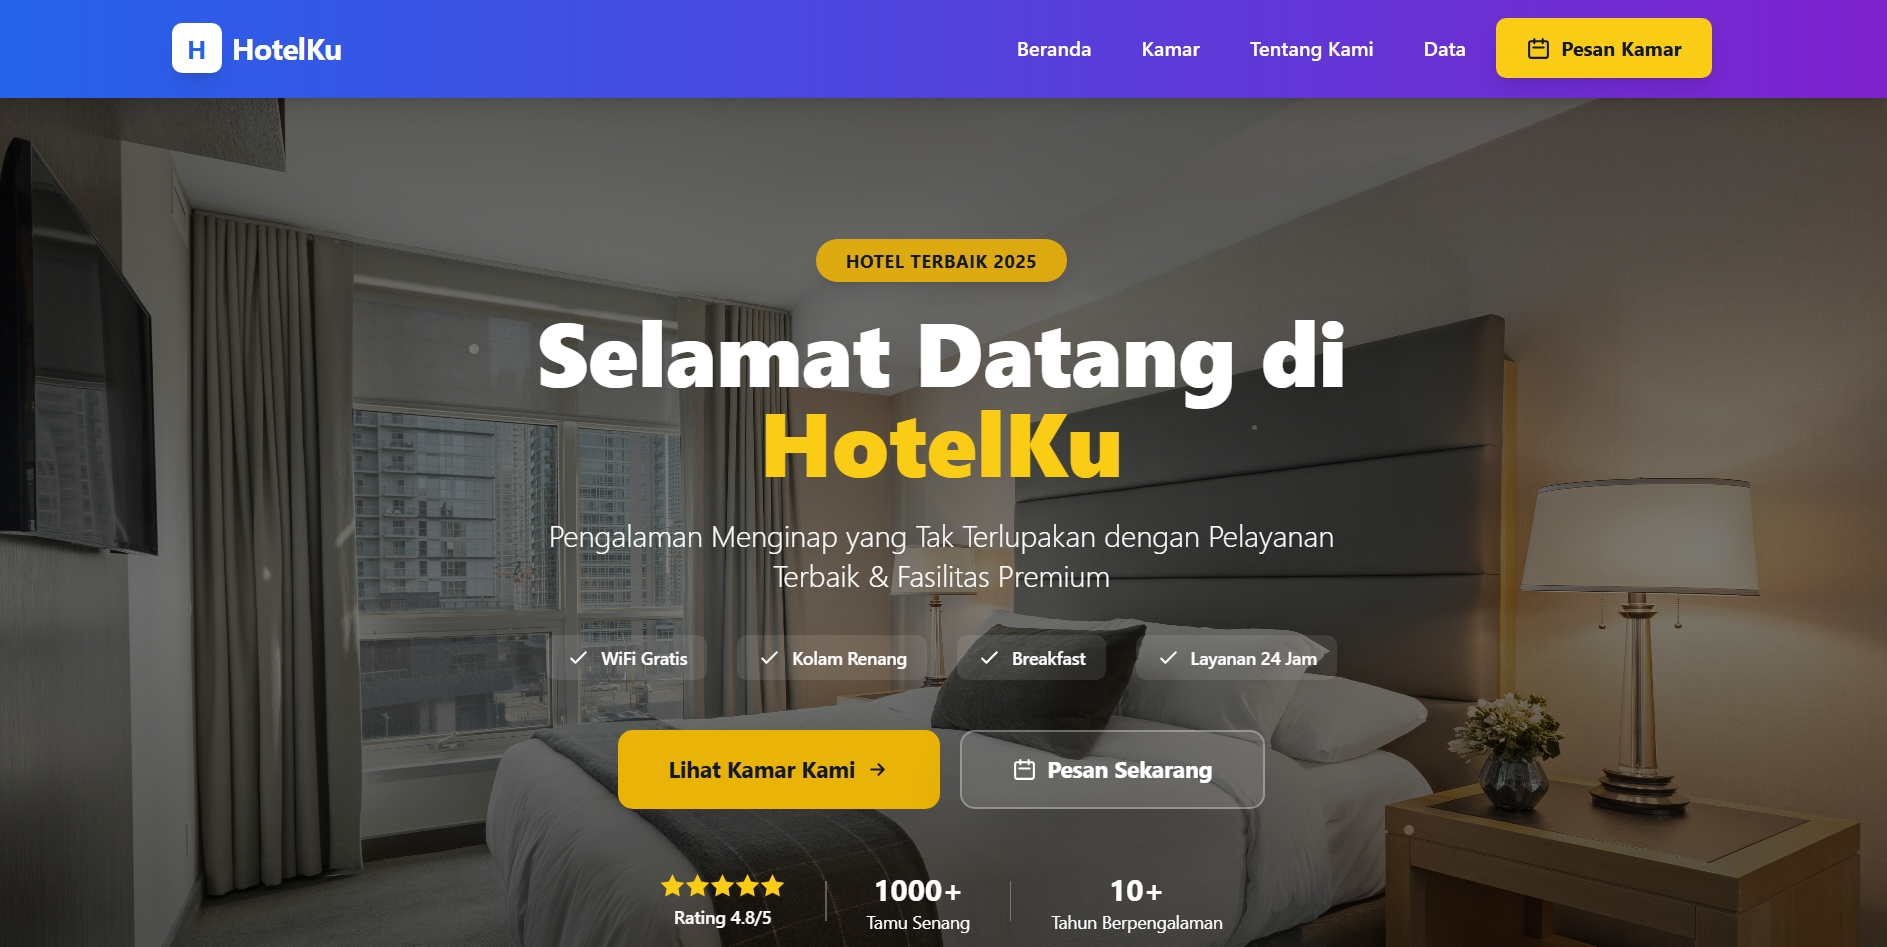 H HotelKu
Beranda Kamar Tentang Kami Data Pesan Kamar
HOTEL TERBAIK 2025
Selamat Datang di
HotelKu
Pengalaman Menginap yang Tak Terlupakan dengan Pelayanan
Terbaik & Fasilitas Premium
WiFi Gratis Kolam Renang Breakfast Layanan 24 Jam
Lihat Kamar Kami → Pesan Sekarang
Rating 4.8/5
1000+
Tamu Senang
10+
Tahun Berpengalaman